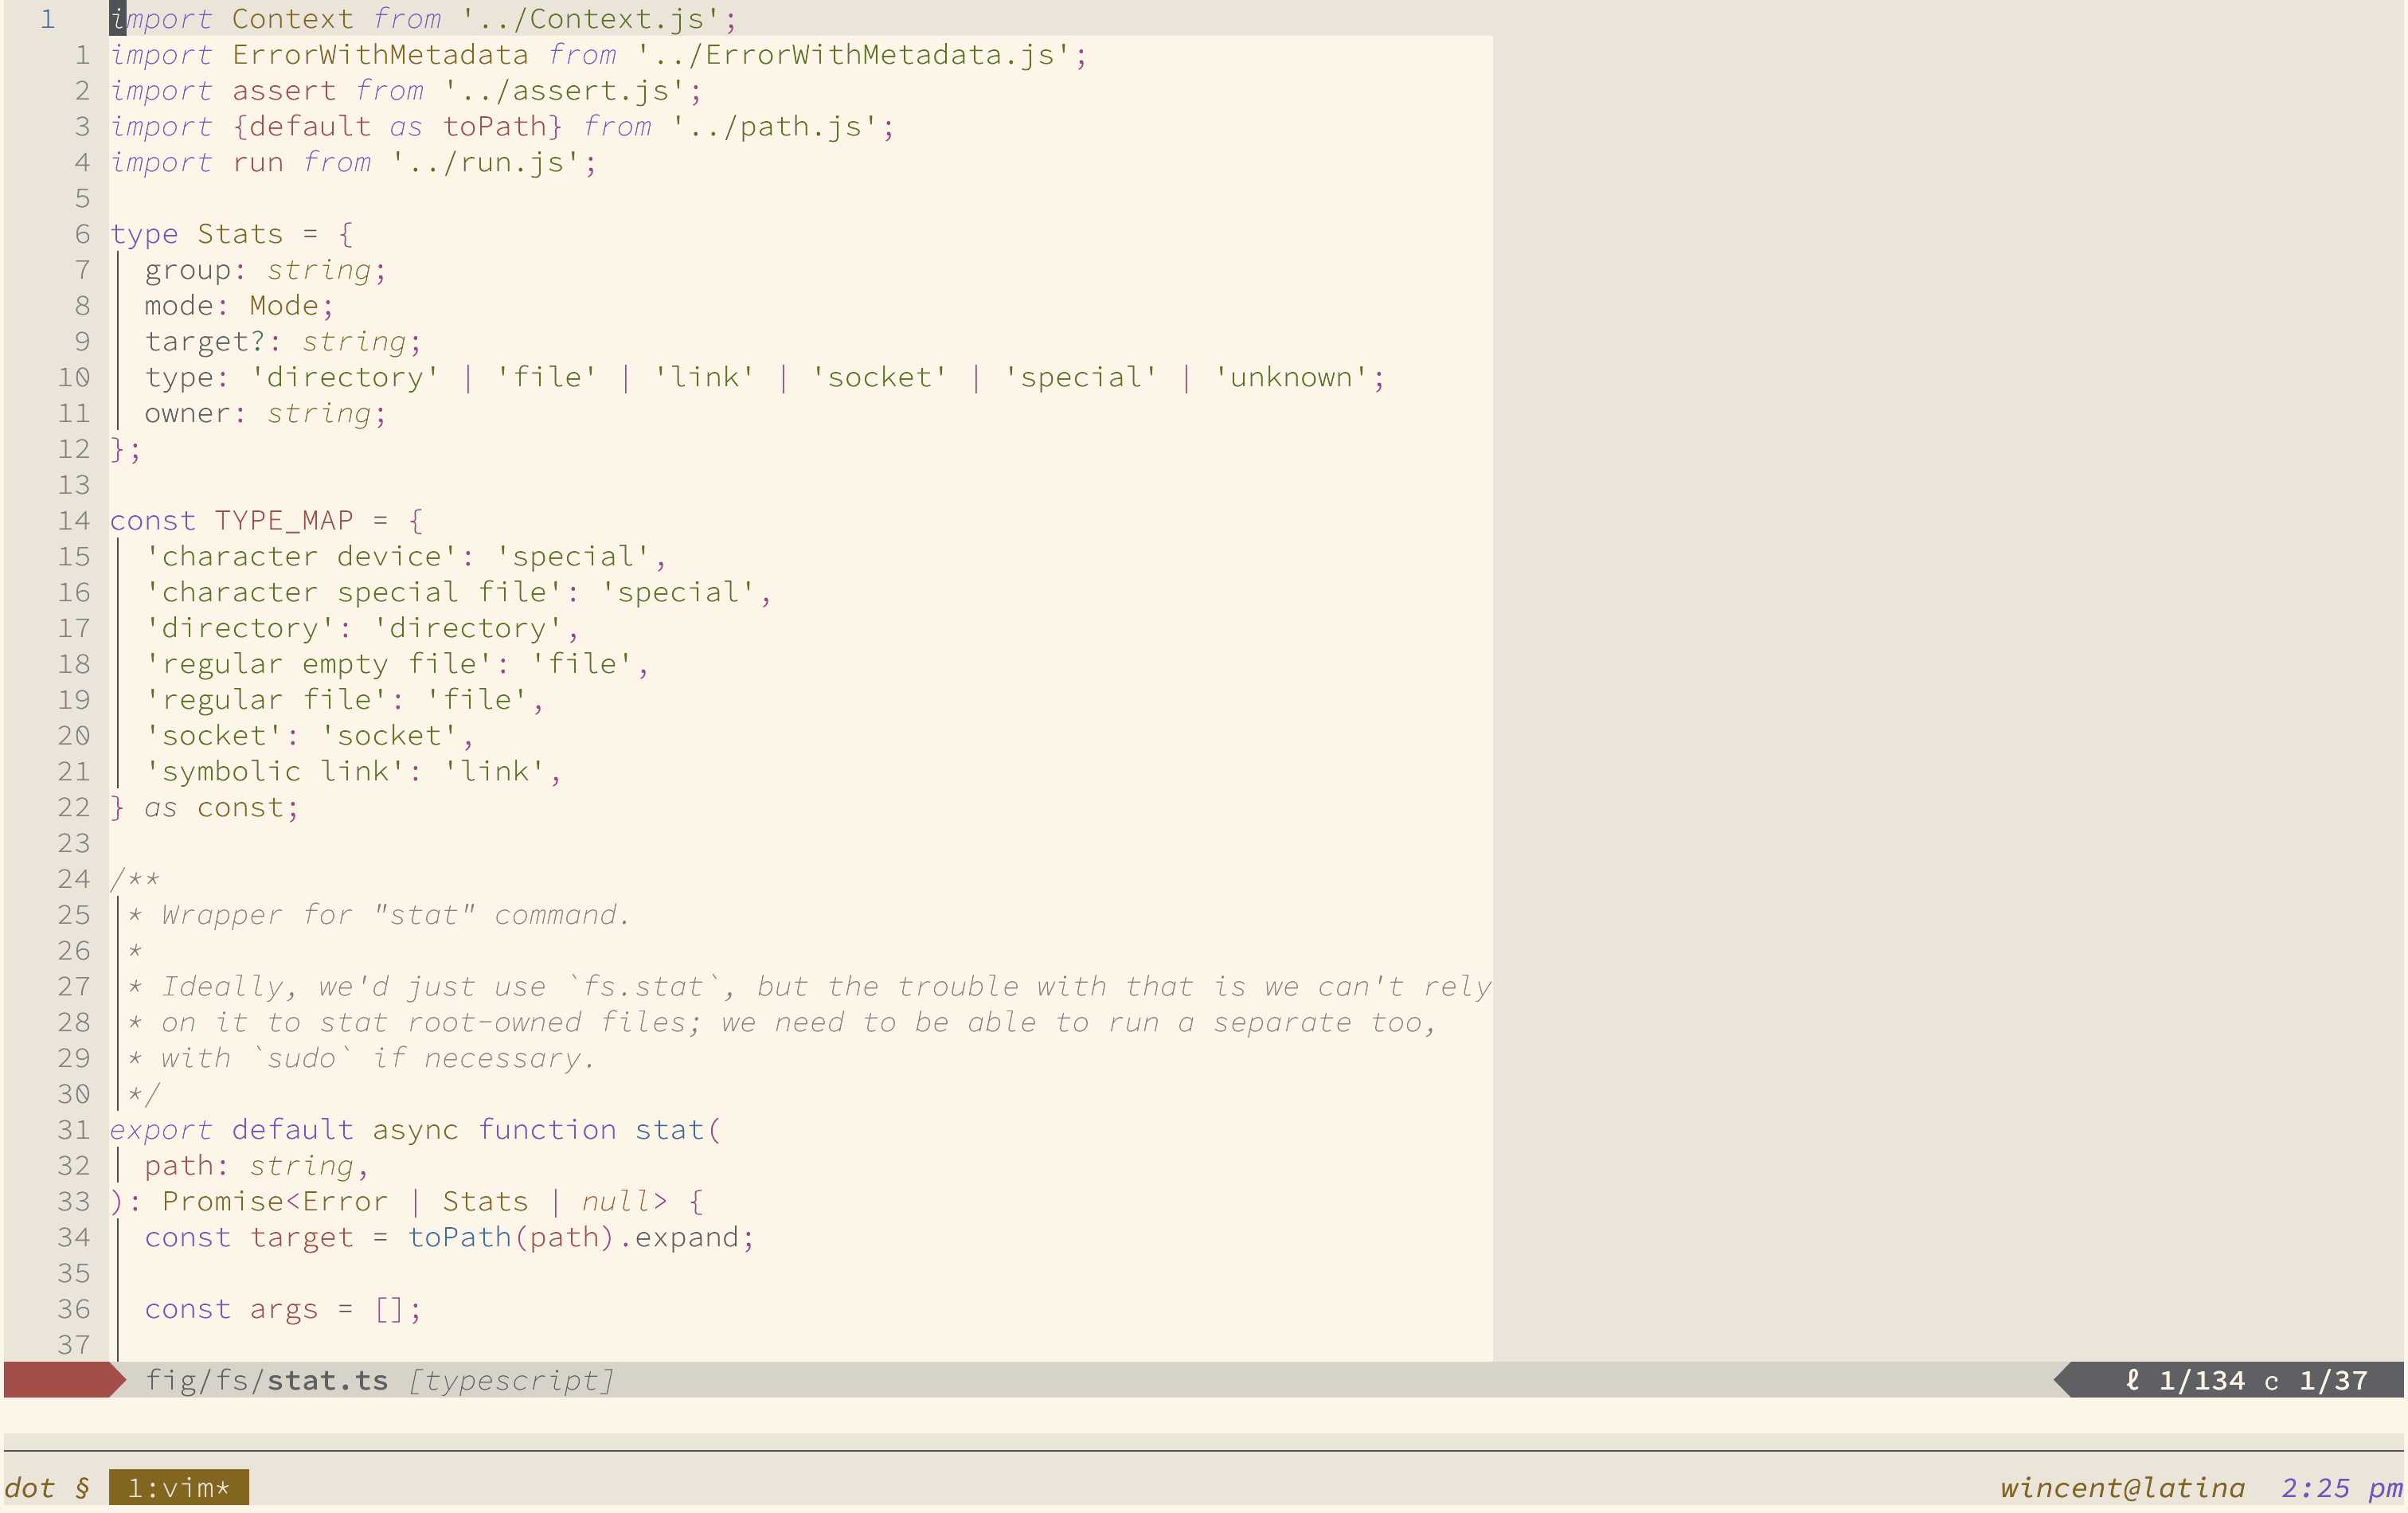 1 import Context from '../Context.js';
1 import ErrorWithMetadata from '../ErrorWithMetadata.js';
2 import assert from '../assert.js';
3 import {default as toPath} from '../path.js';
4 import run from '../run.js';
5
6 type Stats = {
7   group: string;
8   mode: Mode;
9   target?: string;
10   type: 'directory' | 'file' | 'link' | 'socket' | 'special' | 'unknown';
11   owner: string;
12 };
13
14 const TYPE_MAP = {
15   'character device': 'special',
16   'character special file': 'special',
17   'directory': 'directory',
18   'regular empty file': 'file',
19   'regular file': 'file',
20   'socket': 'socket',
21   'symbolic link': 'link',
22 } as const;
23
24 /**
25  * Wrapper for "stat" command.
26  *
27  * Ideally, we'd just use `fs.stat`, but the trouble with that is we can't rely
28  * on it to stat root-owned files; we need to be able to run a separate too,
29  * with `sudo` if necessary.
30  */
31 export default async function stat(
32   path: string,
33 ): Promise<Error | Stats | null> {
34   const target = toPath(path).expand;
35
36   const args = [];
37
fig/fs/stat.ts [typescript] ℓ 1/134 c 1/37
dot § 1:vim* wincent@latina 2:25 pm